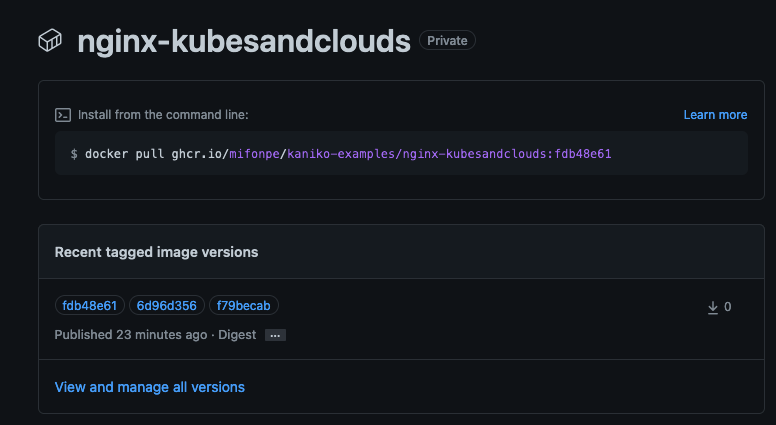 nginx-kubesandclouds Private
Install from the command line: Learn more
$ docker pull ghcr.io/mifonpe/kaniko-examples/nginx-kubesandclouds:fdb48e61
Recent tagged image versions
fdb48e61 6d96d356 f79becab 0
Published 23 minutes ago · Digest ...
View and manage all versions